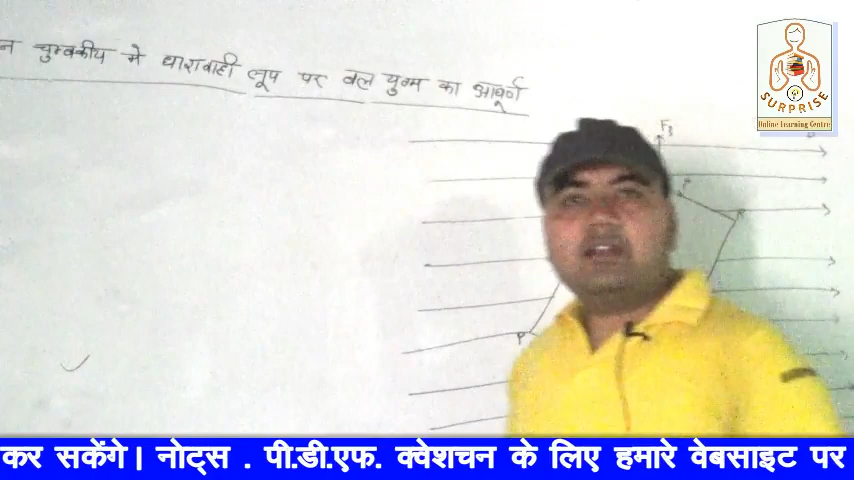 न चुम्बकीय मे धारावाही लूप पर बल युग्म का आघूर्ण
F3
P
SURPRISE
Online Learning Centre
कर सकेंगे। नोट्स . पी.डी.एफ. क्वेशचन के लिए हमारे वेबसाइट पर